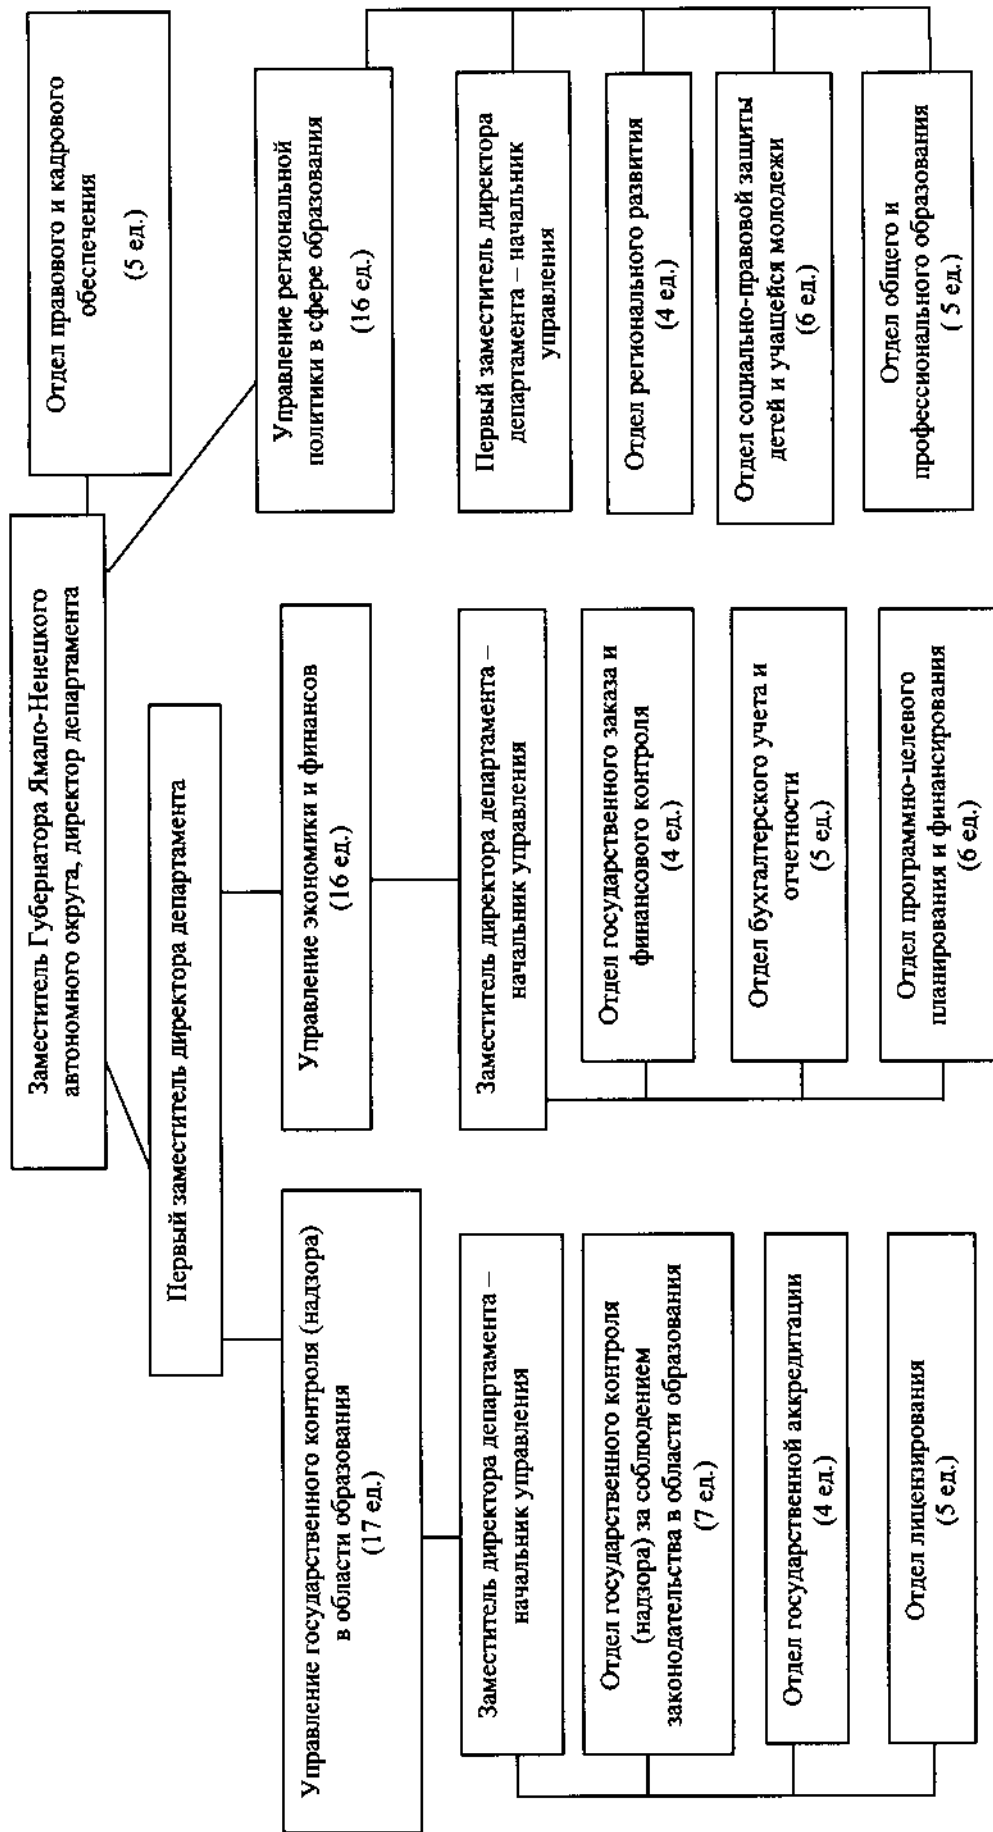 Заместитель Губернатора Ямало-Ненецкого
автономного округа, директор департамента
Отдел правового и кадрового
обеспечения
(5 ед.)
Первый заместитель директора департамента
Управление государственного контроля (надзора)
в области образования
(17 ед.)
Заместитель директора департамента –
начальник управления
Отдел государственного контроля
(надзора) за соблюдением
законодательства в области образования
(7 ед.)
Отдел государственной аккредитации
(4 ед.)
Отдел лицензирования
(5 ед.)
Управление экономики и финансов
(16 ед.)
Заместитель директора департамента –
начальник управления
Отдел государственного заказа и
финансового контроля
(4 ед.)
Отдел бухгалтерского учета и
отчетности
(5 ед.)
Отдел программно-целевого
планирования и финансирования
(6 ед.)
Управление региональной
политики в сфере образования
(16 ед.)
Первый заместитель директора
департамента – начальник
управления
Отдел регионального развития
(4 ед.)
Отдел социально-правовой защиты
детей и учащейся молодежи
(6 ед.)
Отдел общего и
профессионального образования
( 5 ед.)